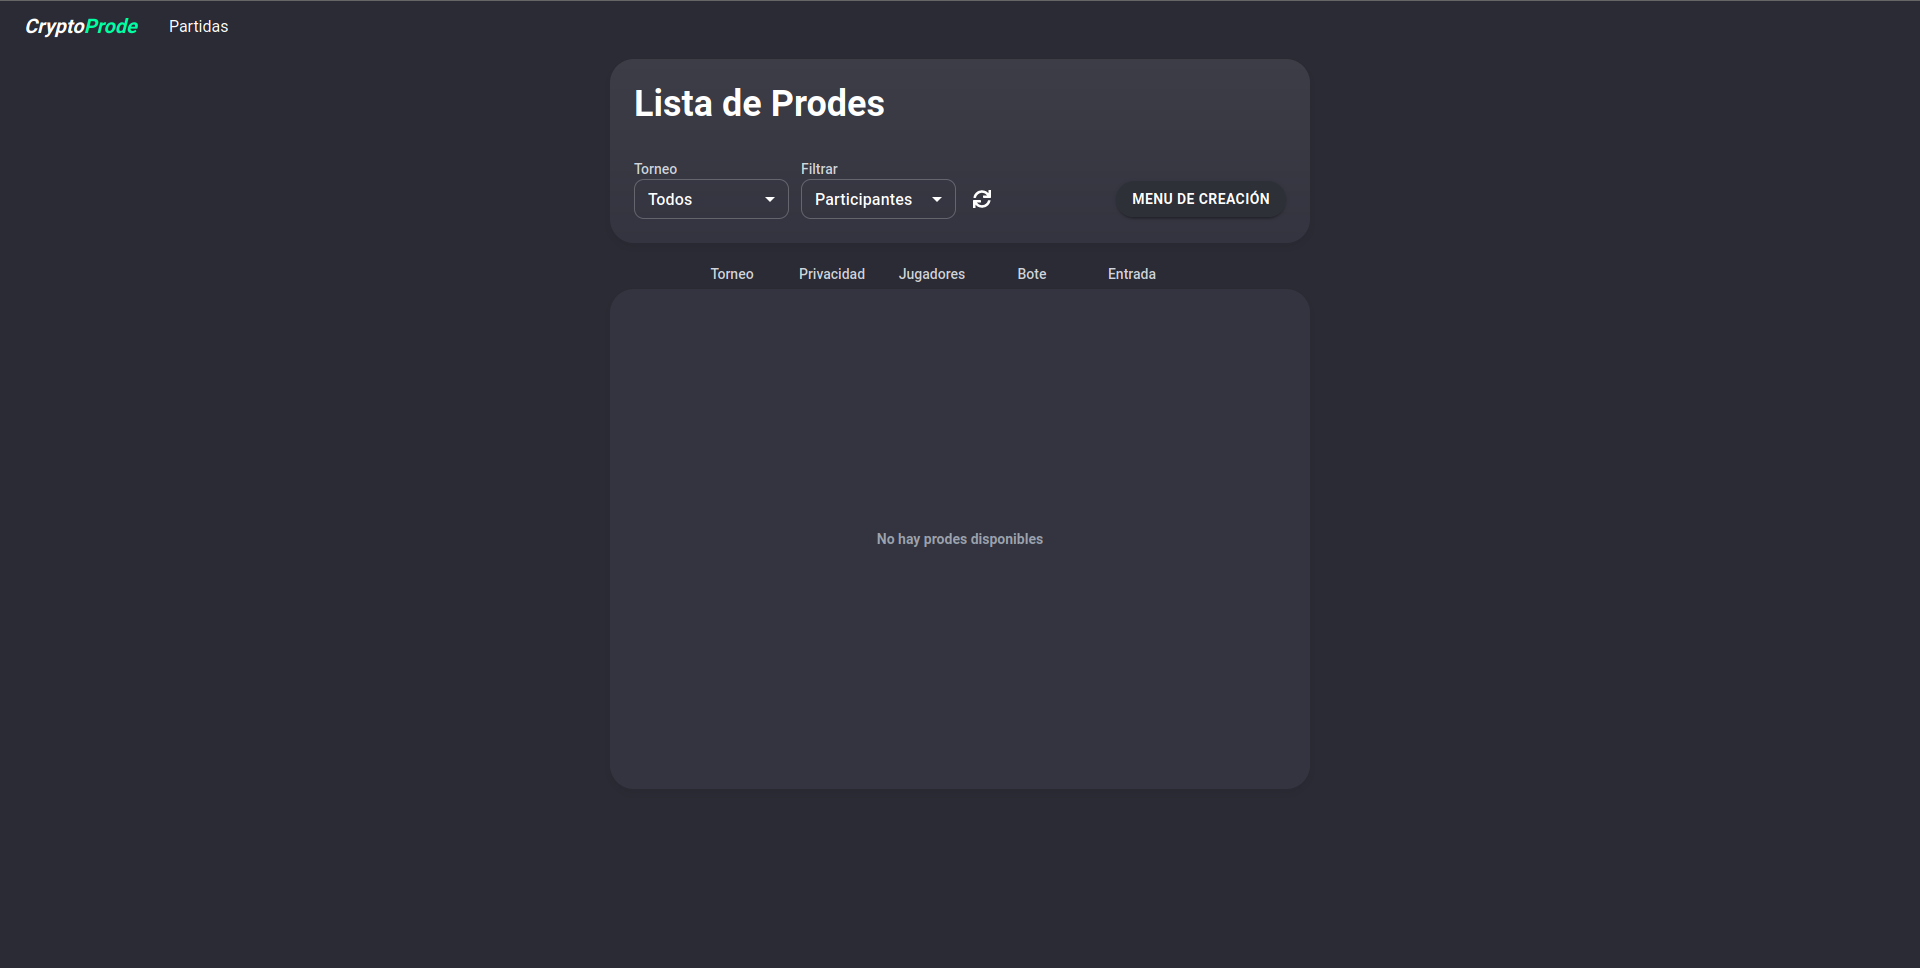 CryptoProde Partidas
Lista de Prodes
Torneo Filtrar
Todos Participantes MENU DE CREACIÓN
Torneo Privacidad Jugadores Bote Entrada
No hay prodes disponibles